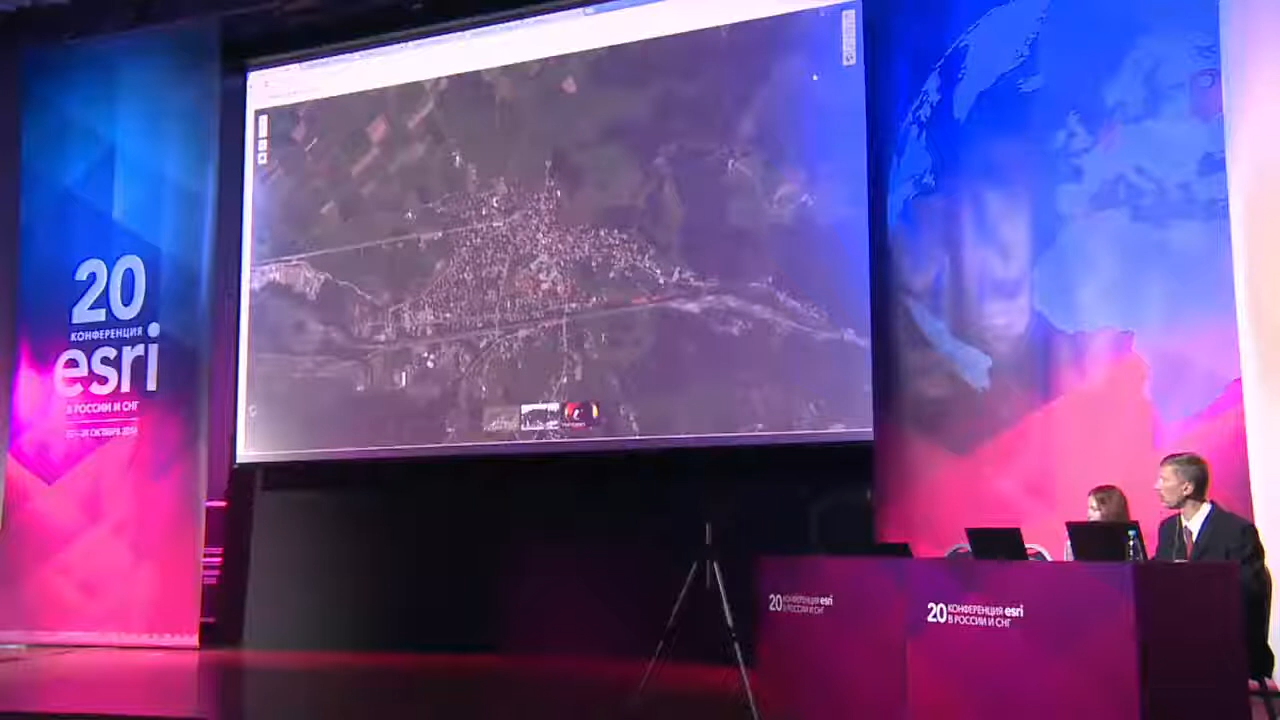 20
КОНФЕРЕНЦИЯ
esri
В РОССИИ И СНГ
20 КОНФЕРЕНЦИЯ esri
В РОССИИ И СНГ
20 КОНФЕРЕНЦИЯ esri
В РОССИИ И СНГ